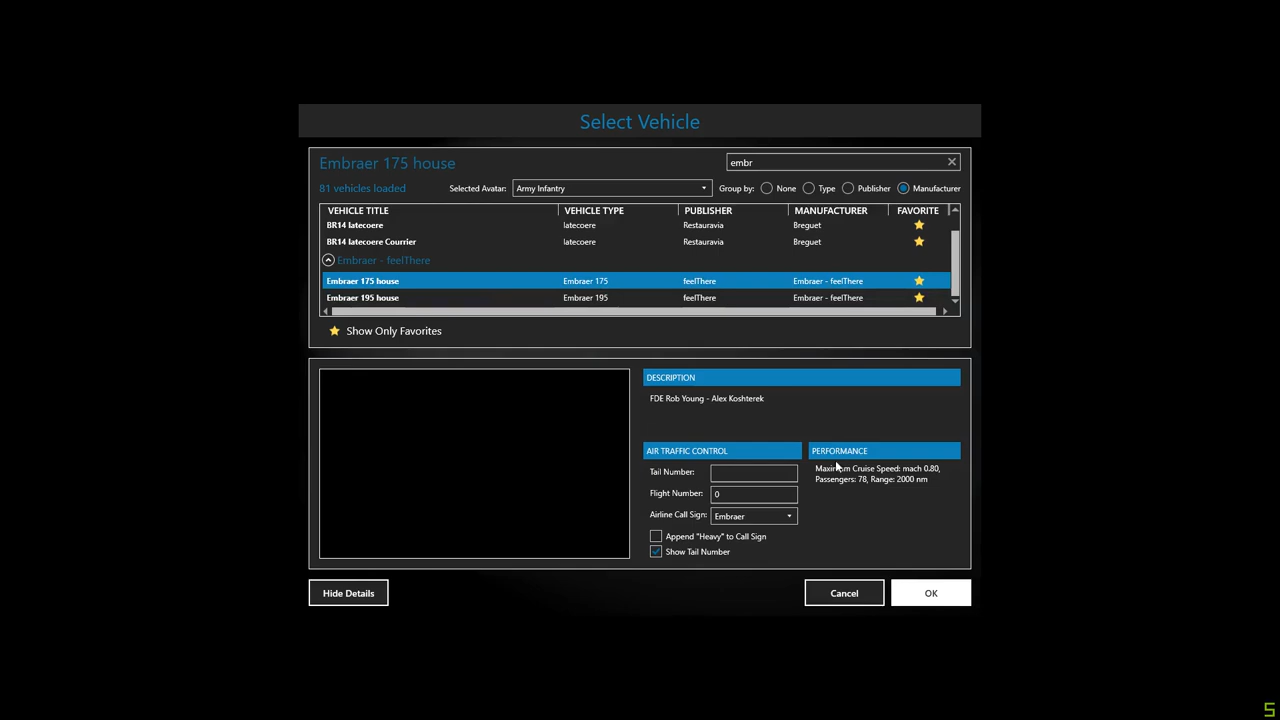 Select Vehicle
Embraer 175 house
embr
81 vehicles loaded
Selected Avatar: Army Infantry
Group by: None Type Publisher Manufacturer
VEHICLE TITLE VEHICLE TYPE PUBLISHER MANUFACTURER FAVORITE
BR14 latecoere latecoere Restauravia Breguet
BR14 latecoere Courrier latecoere Restauravia Breguet
Embraer - feelThere
Embraer 175 house Embraer 175 feelThere Embraer - feelThere
Embraer 195 house Embraer 195 feelThere Embraer - feelThere
Show Only Favorites
DESCRIPTION
FDE Rob Young - Alex Koshterek
AIR TRAFFIC CONTROL
Tail Number:
Flight Number: 0
Airline Call Sign: Embraer
Append "Heavy" to Call Sign
Show Tail Number
PERFORMANCE
Maximum Cruise Speed: mach 0.80,
Passengers: 78, Range: 2000 nm
Hide Details
Cancel
OK
5